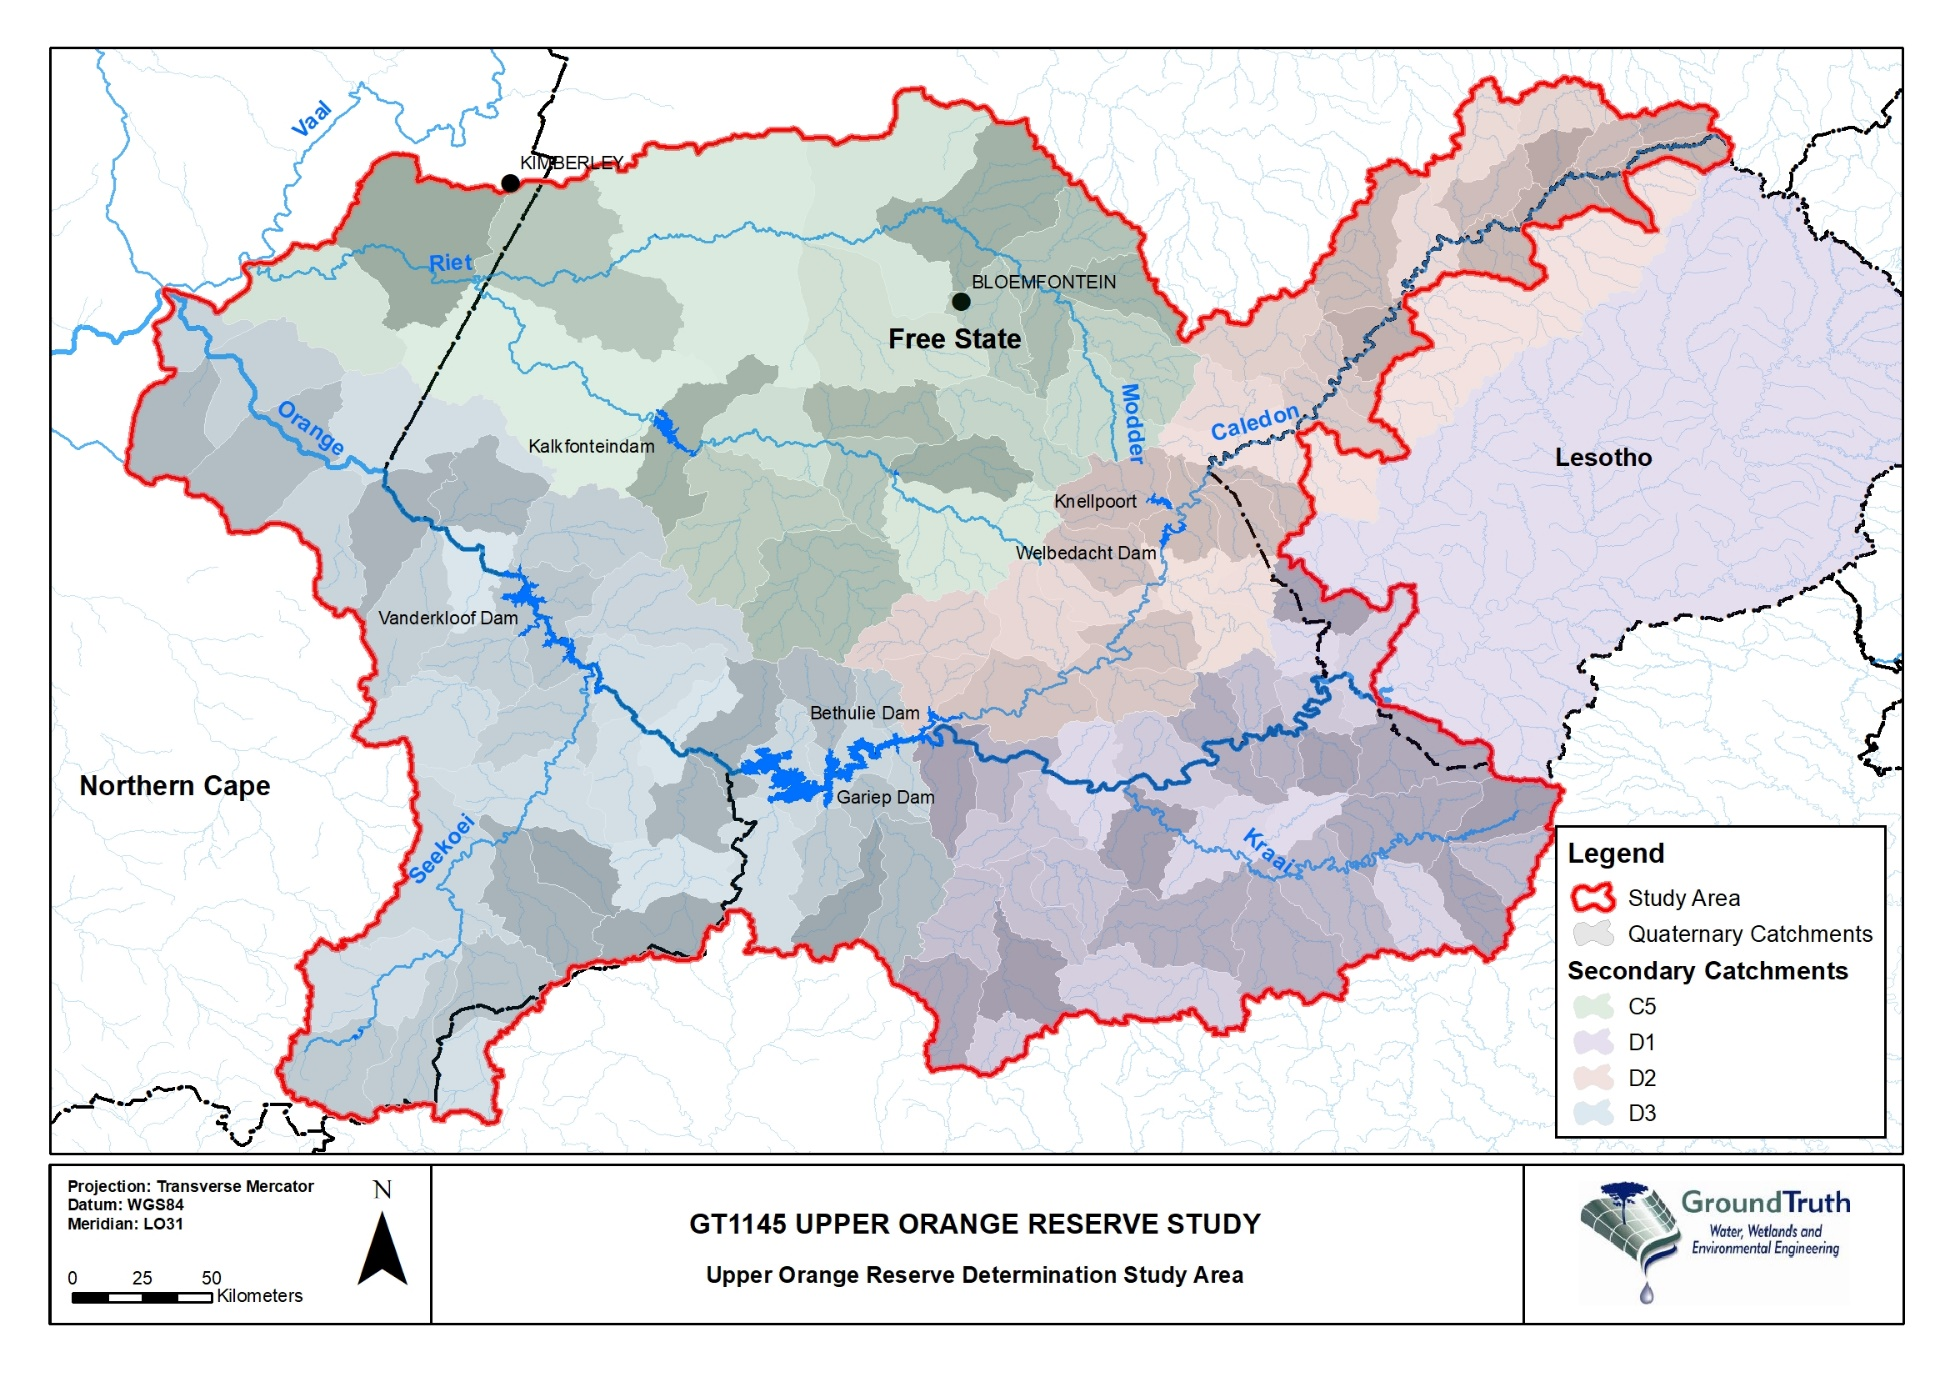 Vaal
KIMBERLEY
Riet
BLOEMFONTEIN
Free State
Orange
Modder
Caledon
Kalkfonteindam
Lesotho
Knellpoort
Welbedacht Dam
Vanderkloof Dam
Bethulie Dam
Northern Cape
Gariep Dam
Seekoei
Kraai
Legend
Study Area
Quaternary Catchments
Secondary Catchments
C5
D1
D2
D3
Projection: Transverse Mercator
Datum: WGS84
Meridian: LO31
N
0 25 50
Kilometers
GT1145 UPPER ORANGE RESERVE STUDY
Upper Orange Reserve Determination Study Area
GroundTruth
Water, Wetlands and
Environmental Engineering